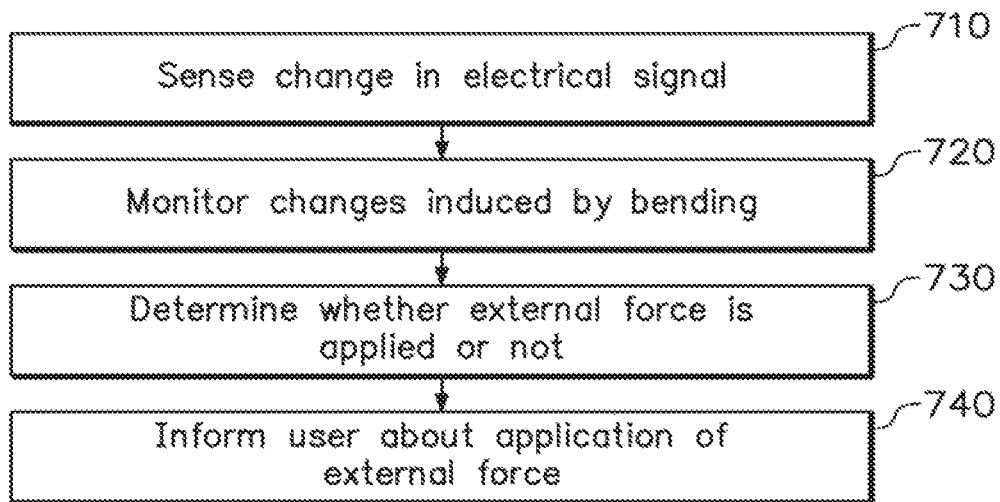 710
Sense change in electrical signal
720
Monitor changes induced by bending
730
Determine whether external force is
applied or not
740
Inform user about application of
external force